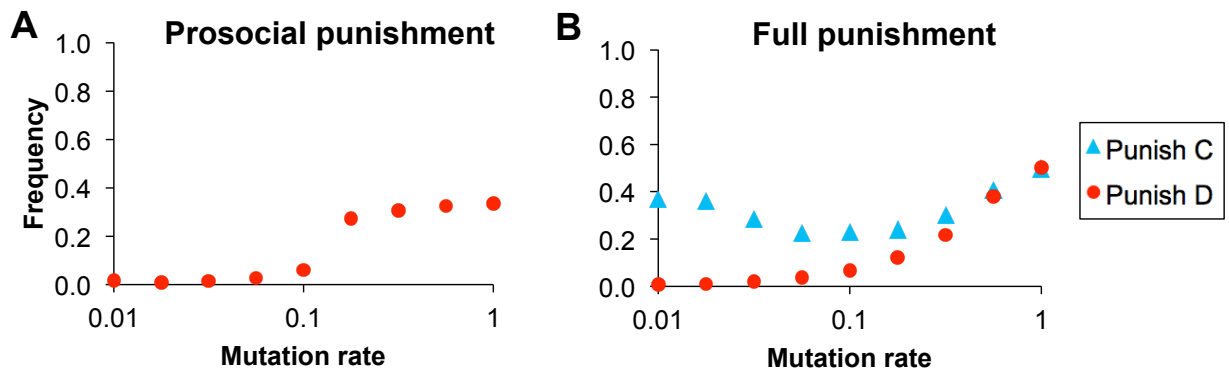 A Prosocial punishment
Frequency
1.0
0.8
0.6
0.4
0.2
0.0
0.01 0.1 1
Mutation rate
B Full punishment
1.0
0.8
0.6
0.4
0.2
0.0
0.01 0.1 1
Mutation rate
Punish C
Punish D